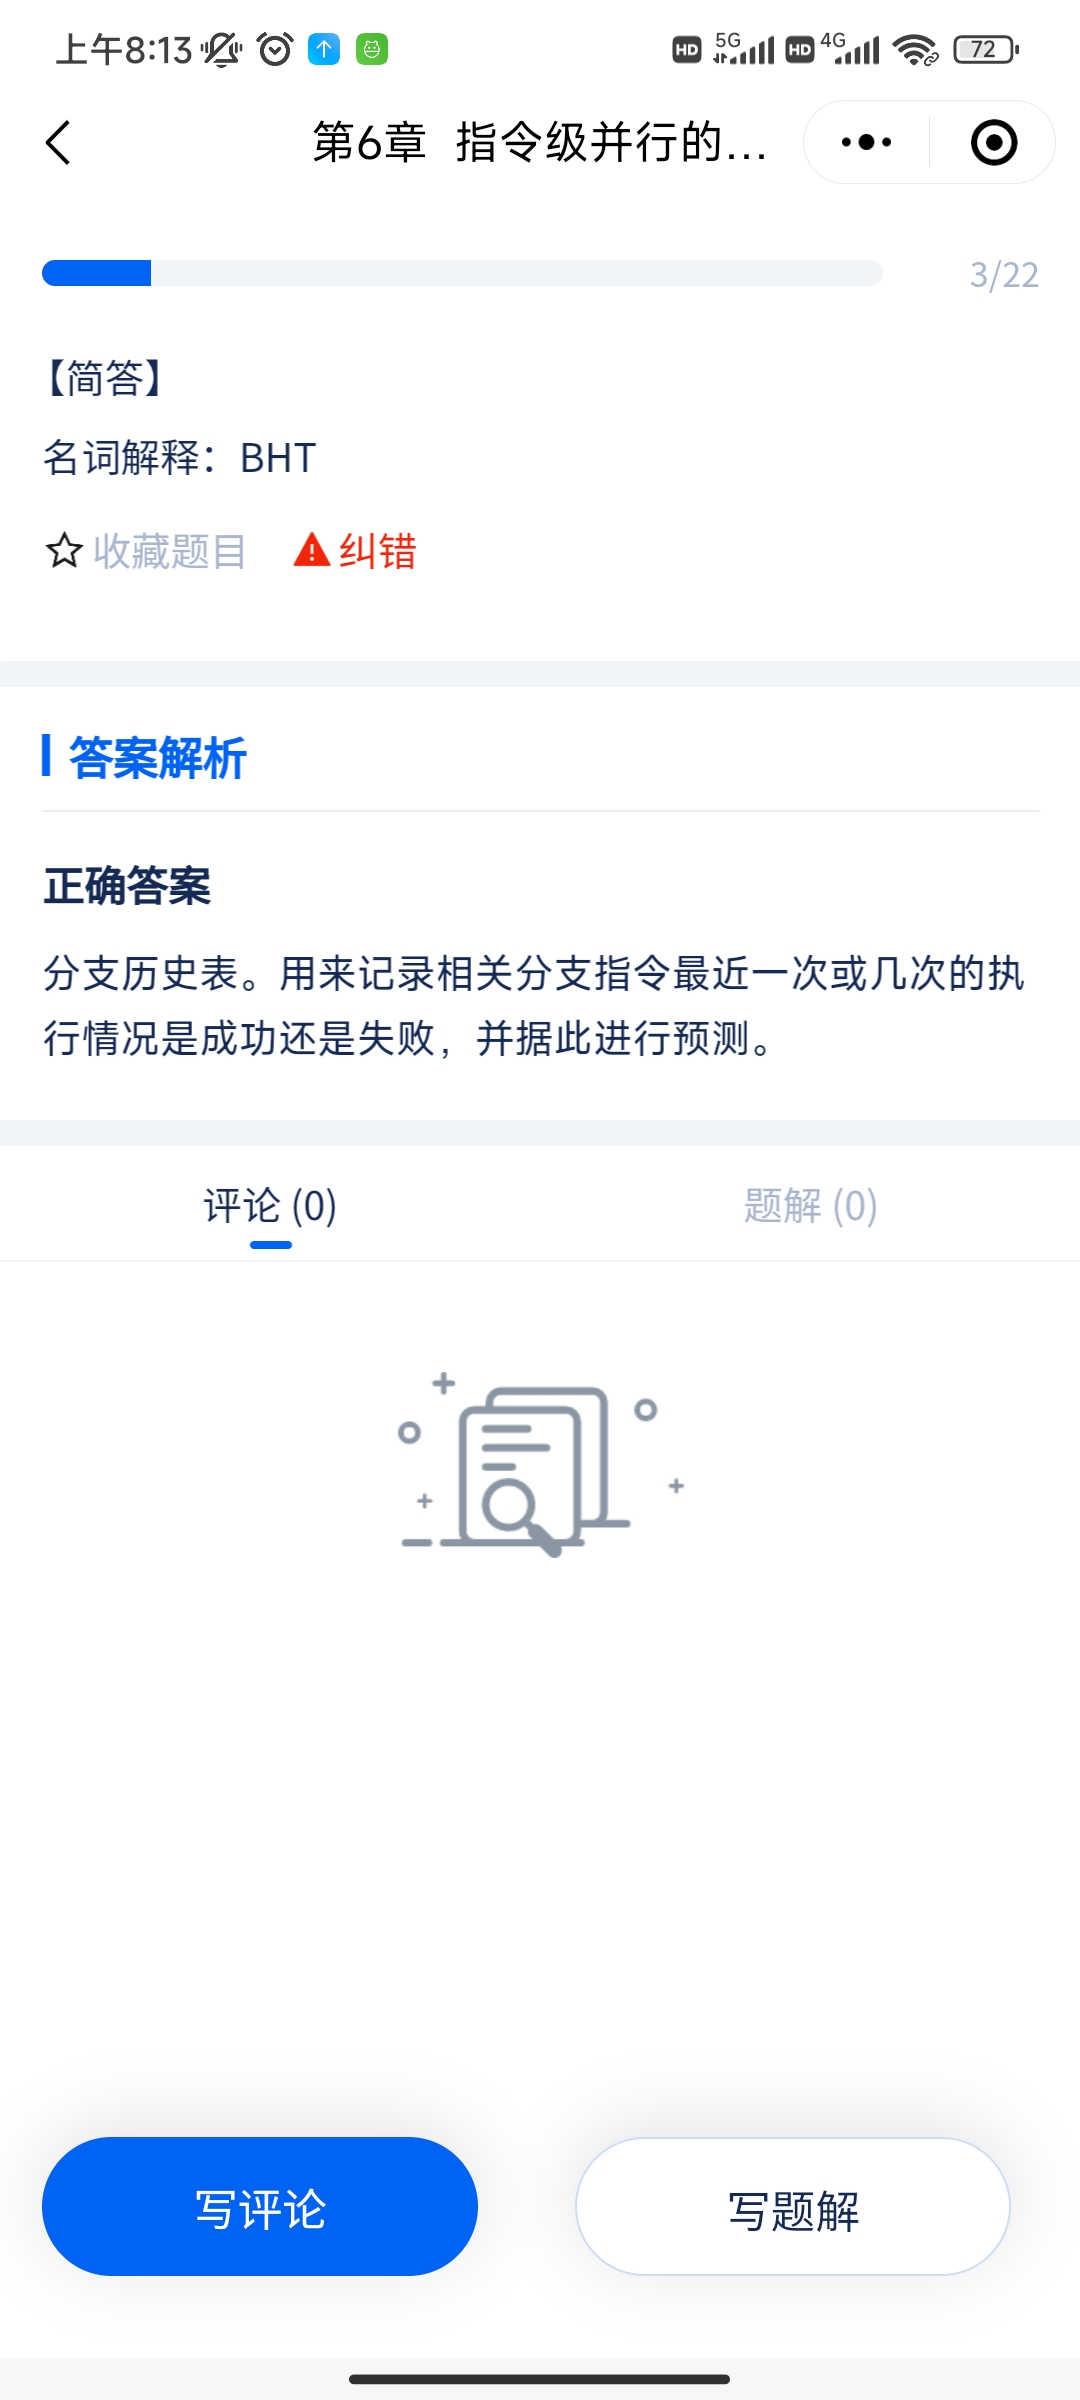 上午8:13
HD 5G HD 4G 72
第6章 指令级并行的...
3/22
【简答】
名词解释：BHT
收藏题目 纠错
答案解析
正确答案
分支历史表。用来记录相关分支指令最近一次或几次的执
行情况是成功还是失败，并据此进行预测。
评论 (0) 题解 (0)
写评论 写题解